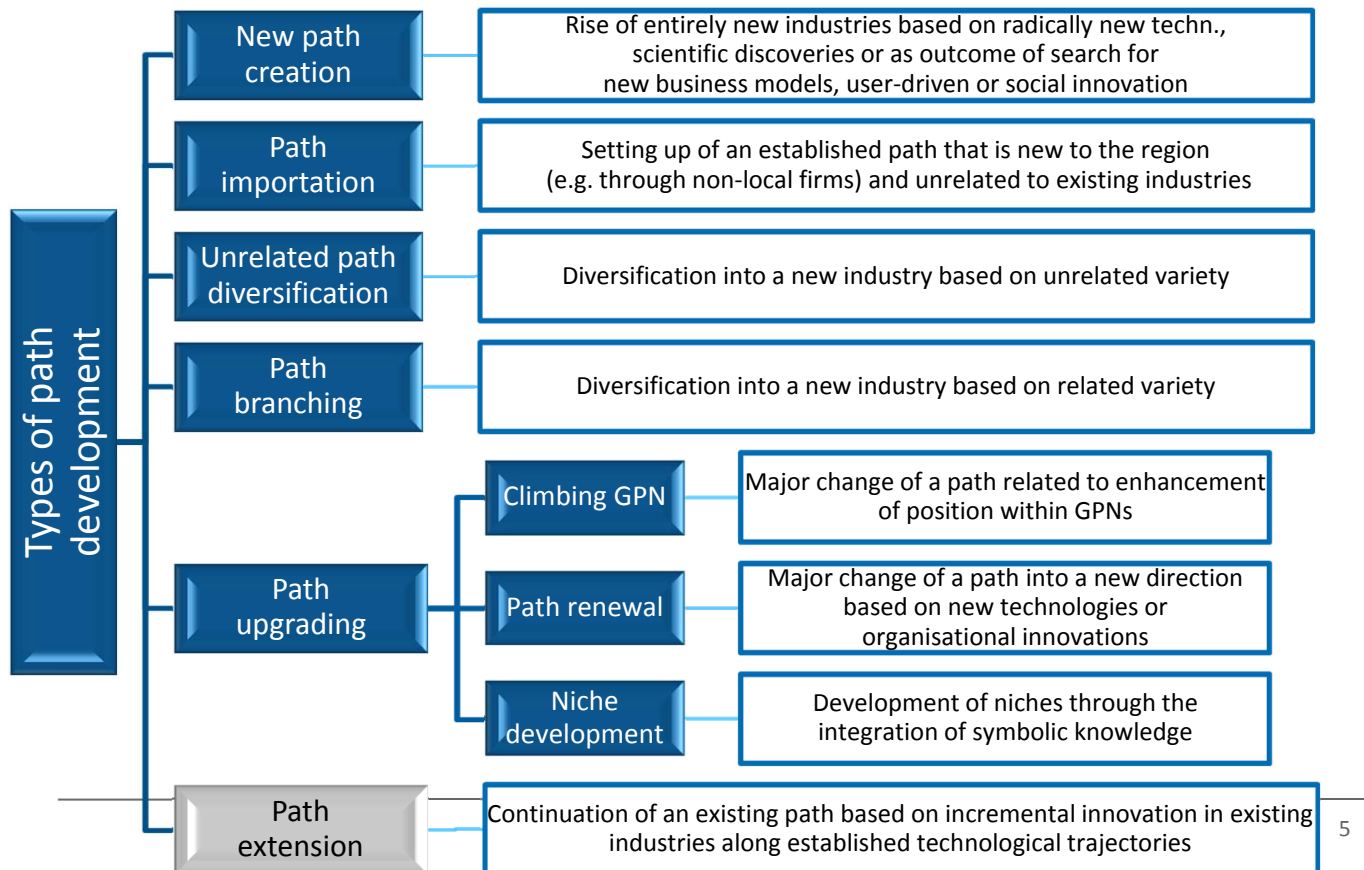 Types of path
development
New path
creation
Rise of entirely new industries based on radically new techn.,
scientific discoveries or as outcome of search for
new business models, user-driven or social innovation
Path
importation
Setting up of an established path that is new to the region
(e.g. through non-local firms) and unrelated to existing industries
Unrelated path
diversification
Diversification into a new industry based on unrelated variety
Path
branching
Diversification into a new industry based on related variety
Path
upgrading
Climbing GPN
Major change of a path related to enhancement
of position within GPNs
Path renewal
Major change of a path into a new direction
based on new technologies or
organisational innovations
Niche
development
Development of niches through the
integration of symbolic knowledge
Path
extension
Continuation of an existing path based on incremental innovation in existing
industries along established technological trajectories
5